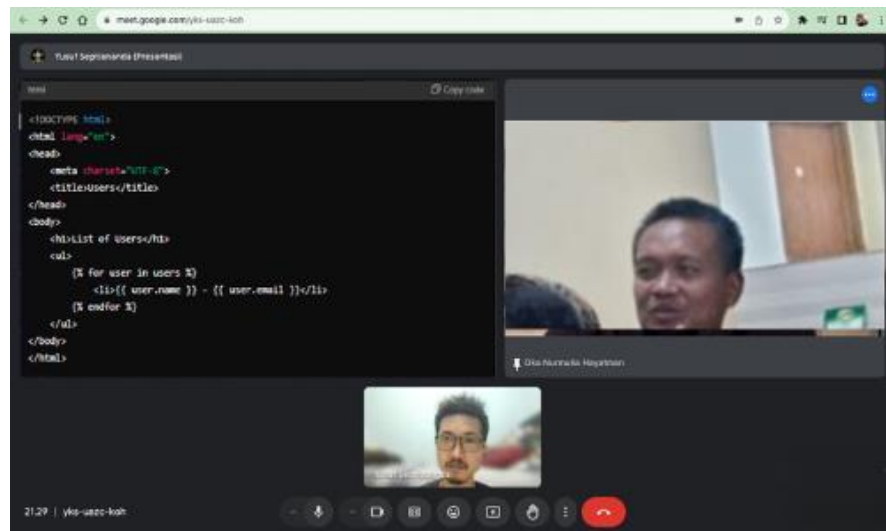 meet.google.com/yks-uazc-koh
Yusuf Septiananda (Presentasi)
html
Copy code
<!DOCTYPE html>
<html lang="en">
<head>
<meta charset="UTF-8">
<title>Users</title>
</head>
<body>
<h1>List of Users</h1>
<ul>
{% for user in users %}
<li>{{ user.name }} - {{ user.email }}</li>
{% endfor %}
</ul>
</body>
</html>
21.29 | yks-uazc-koh